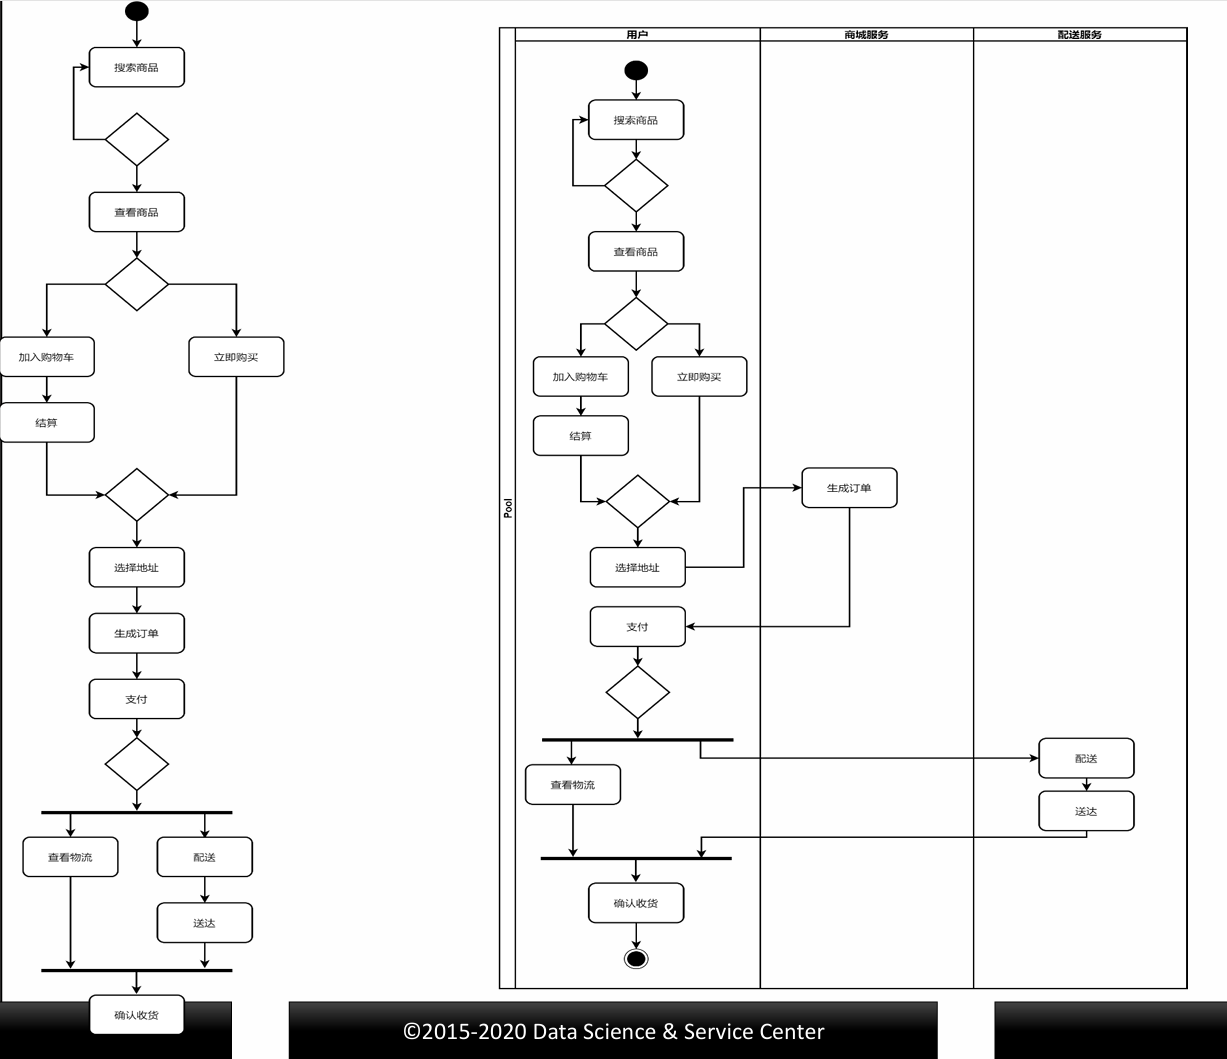 搜索商品
查看商品
加入购物车
立即购买
结算
选择地址
生成订单
支付
查看物流
配送
送达
确认收货
Pool
用户
商城服务
配送服务
搜索商品
查看商品
加入购物车
立即购买
结算
生成订单
选择地址
支付
配送
查看物流
送达
确认收货
©2015-2020 Data Science & Service Center